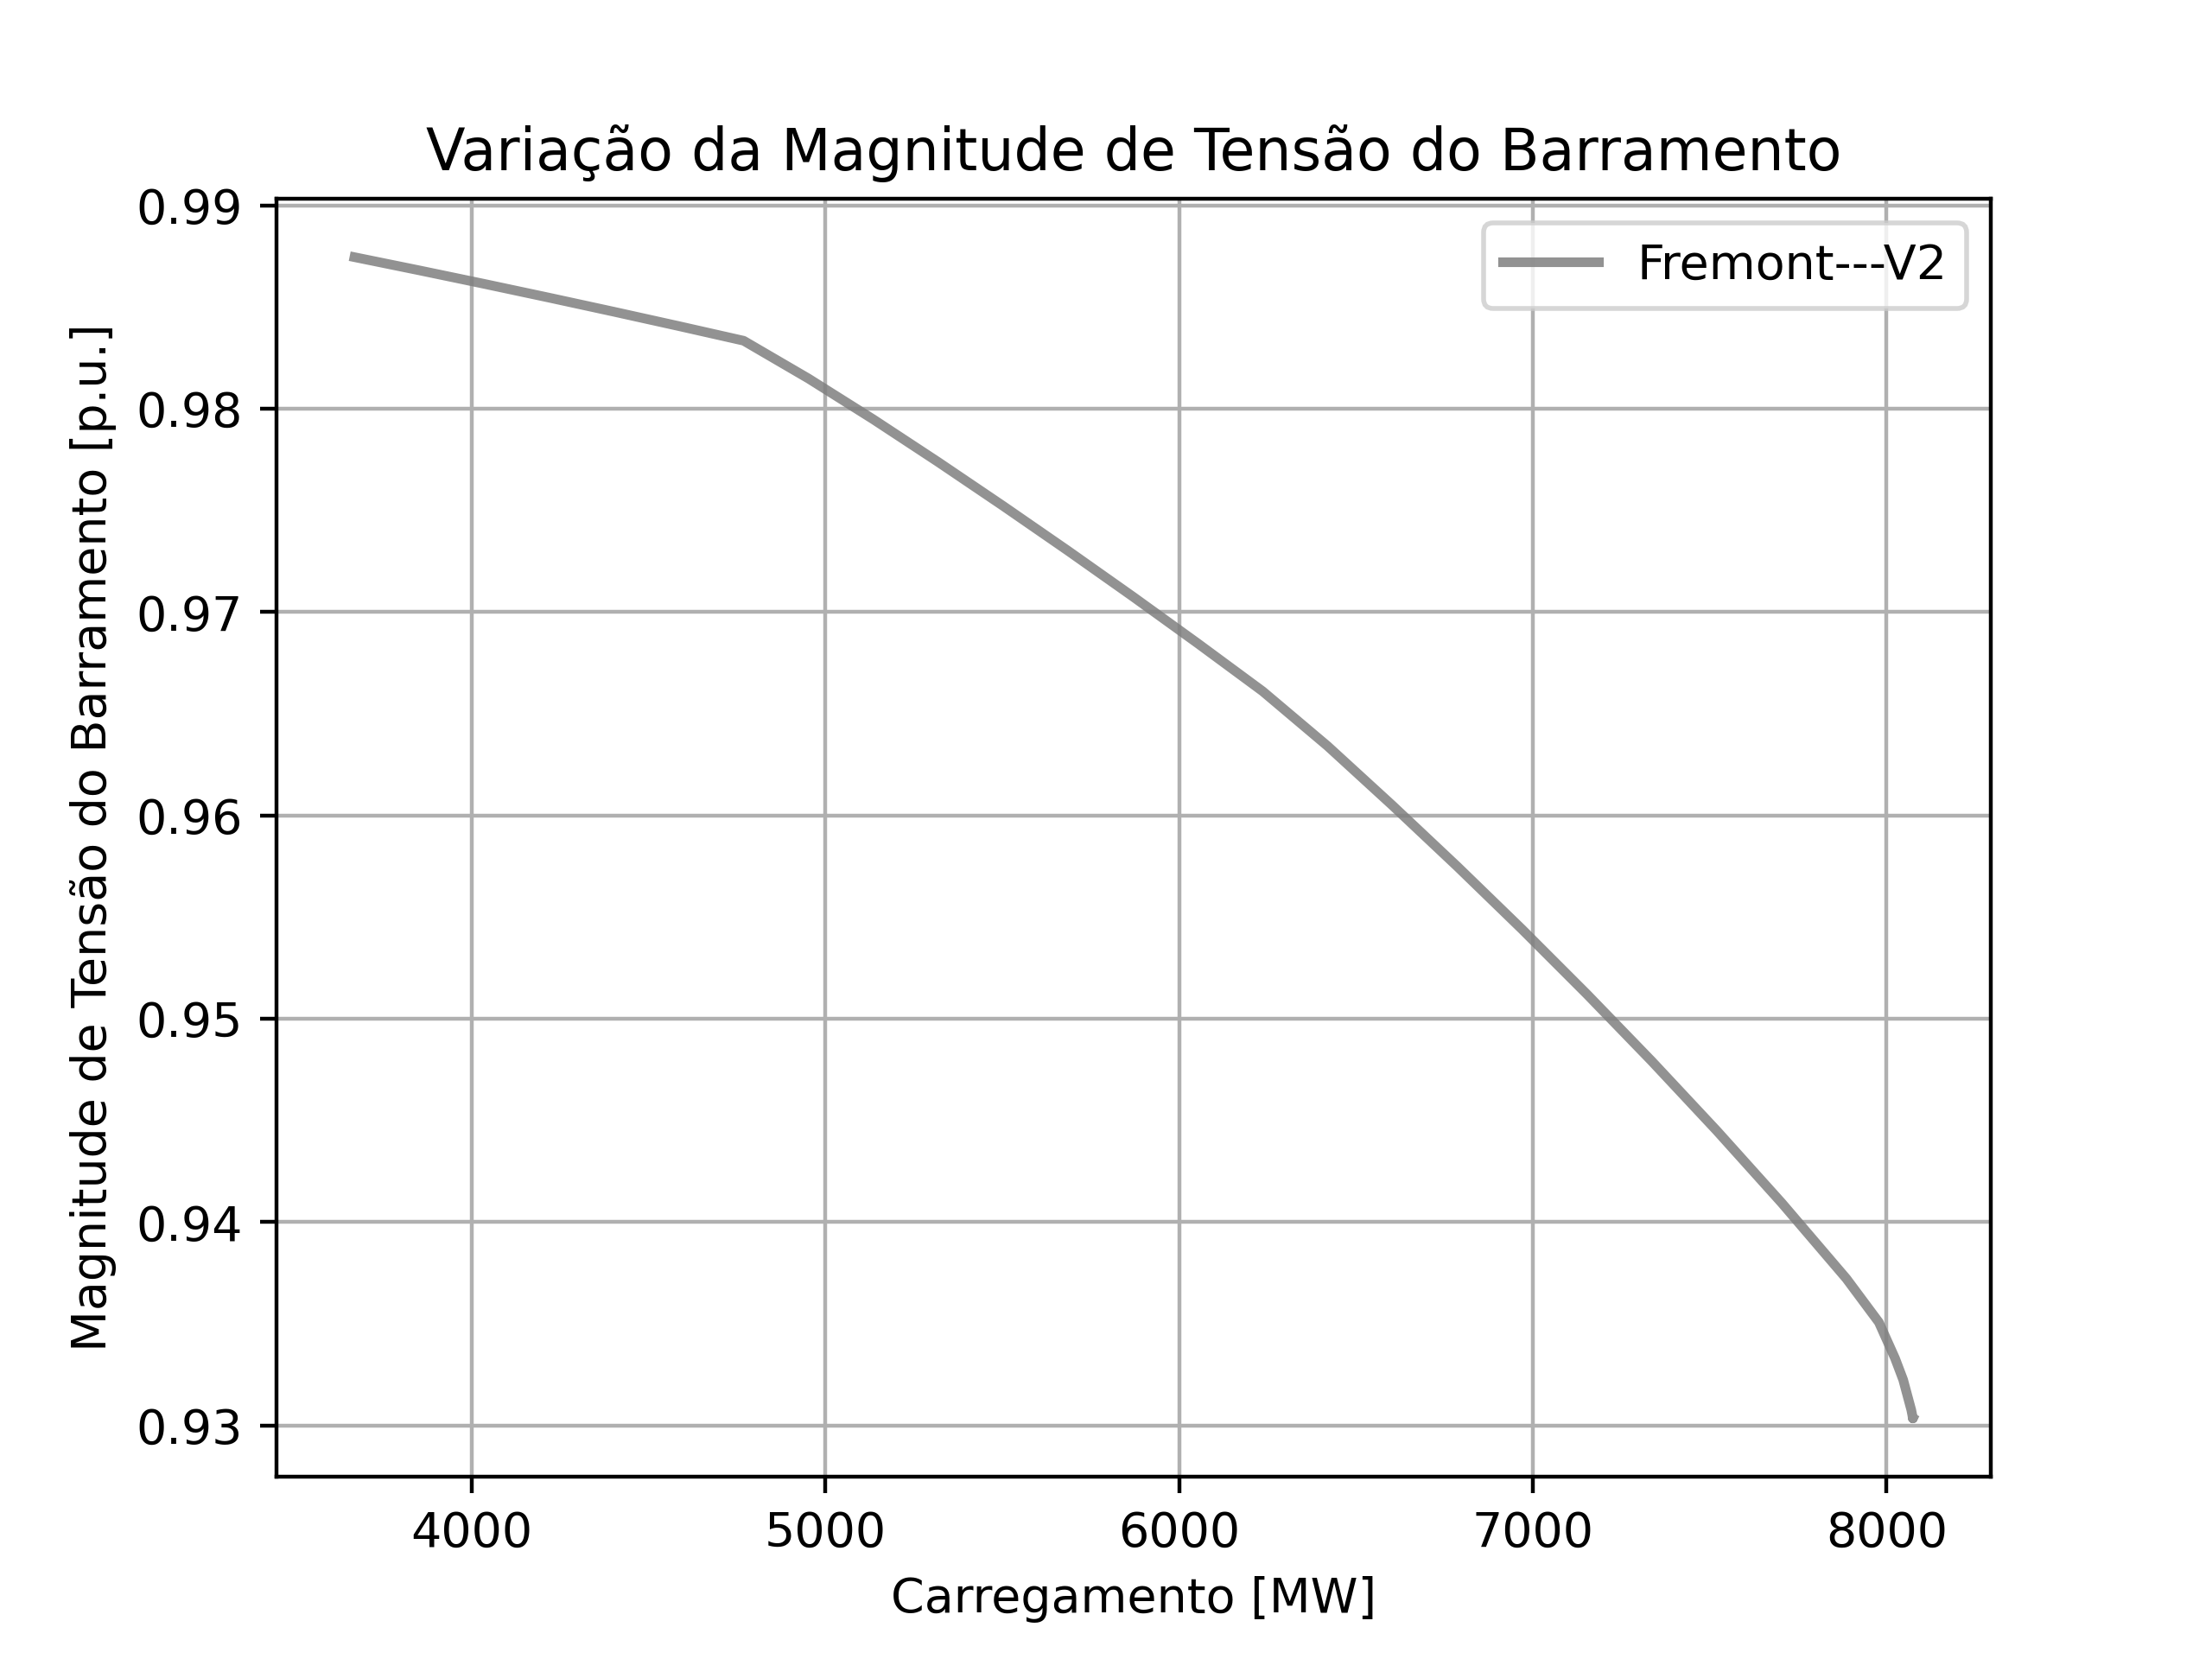 Variação da Magnitude de Tensão do Barramento
Fremont---V2
Magnitude de Tensão do Barramento [p.u.]
0.99
0.98
0.97
0.96
0.95
0.94
0.93
4000 5000 6000 7000 8000
Carregamento [MW]